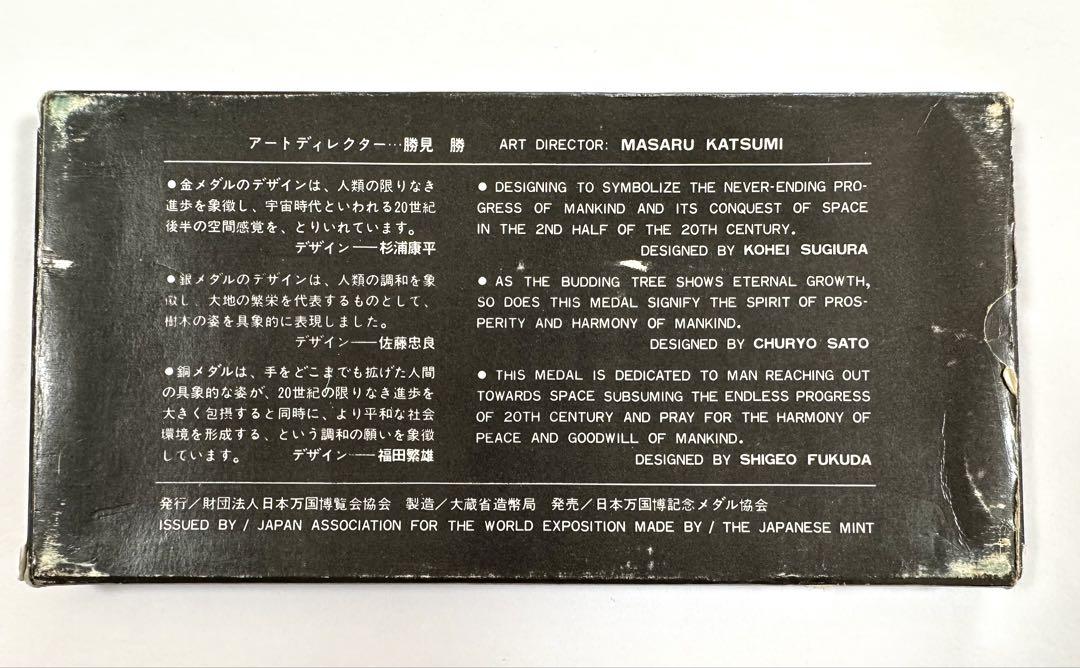 アートディレクター…勝見　勝　ART DIRECTOR: MASARU KATSUMI
●金メダルのデザインは、人類の限りなき
進歩を象徴し、宇宙時代といわれる20世紀
後半の空間感覚を、とりいれています。
デザイン──杉浦康平
●銀メダルのデザインは、人類の調和を象
徴し、大地の繁栄を代表するものとして、
樹木の姿を具象的に表現しました。
デザイン──佐藤忠良
●銅メダルは、手をどこまでも拡げた人間
の具象的な姿が、20世紀の限りなき進歩を
大きく包摂すると同時に、より平和な社会
環境を形成する、という調和の願いを象徴
しています。　デザイン──福田繁雄
● DESIGNING TO SYMBOLIZE THE NEVER-ENDING PRO-
GRESS OF MANKIND AND ITS CONQUEST OF SPACE
IN THE 2ND HALF OF THE 20TH CENTURY.
DESIGNED BY KOHEI SUGIURA
● AS THE BUDDING TREE SHOWS ETERNAL GROWTH,
SO DOES THIS MEDAL SIGNIFY THE SPIRIT OF PROS-
PERITY AND HARMONY OF MANKIND.
DESIGNED BY CHURYO SATO
● THIS MEDAL IS DEDICATED TO MAN REACHING OUT
TOWARDS SPACE SUBSUMING THE ENDLESS PROGRESS
OF 20TH CENTURY AND PRAY FOR THE HARMONY OF
PEACE AND GOODWILL OF MANKIND.
DESIGNED BY SHIGEO FUKUDA
発行／財団法人日本万国博覧会協会　製造／大蔵省造幣局　発売／日本万国博記念メダル協会
ISSUED BY / JAPAN ASSOCIATION FOR THE WORLD EXPOSITION MADE BY / THE JAPANESE MINT